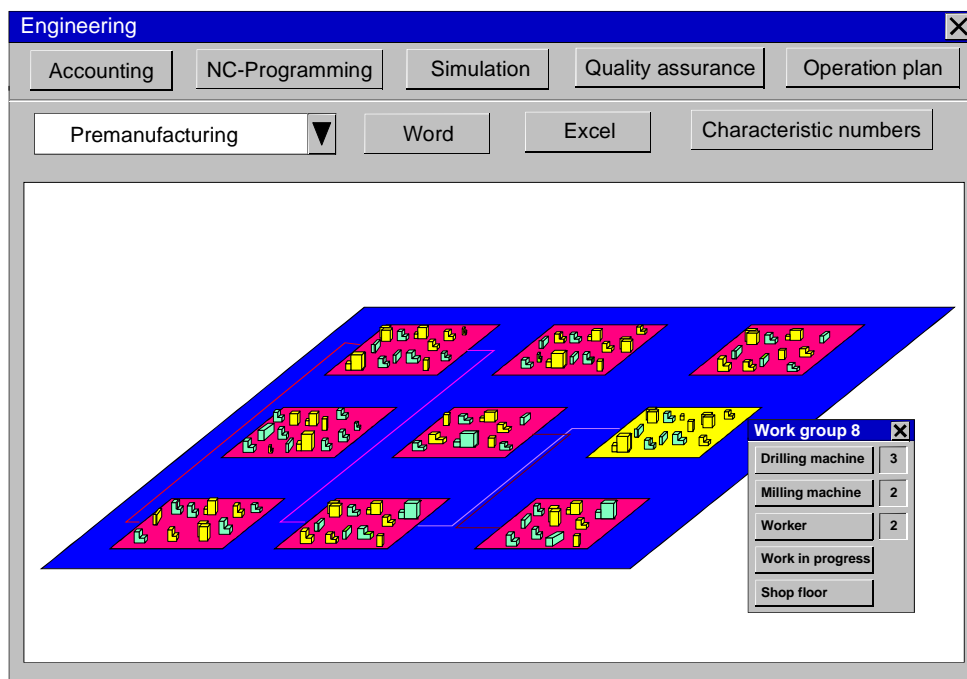 Engineering
Accounting NC-Programming Simulation Quality assurance Operation plan
Premanufacturing Word Excel Characteristic numbers
Work group 8
Drilling machine 3
Milling machine 2
Worker 2
Work in progress
Shop floor